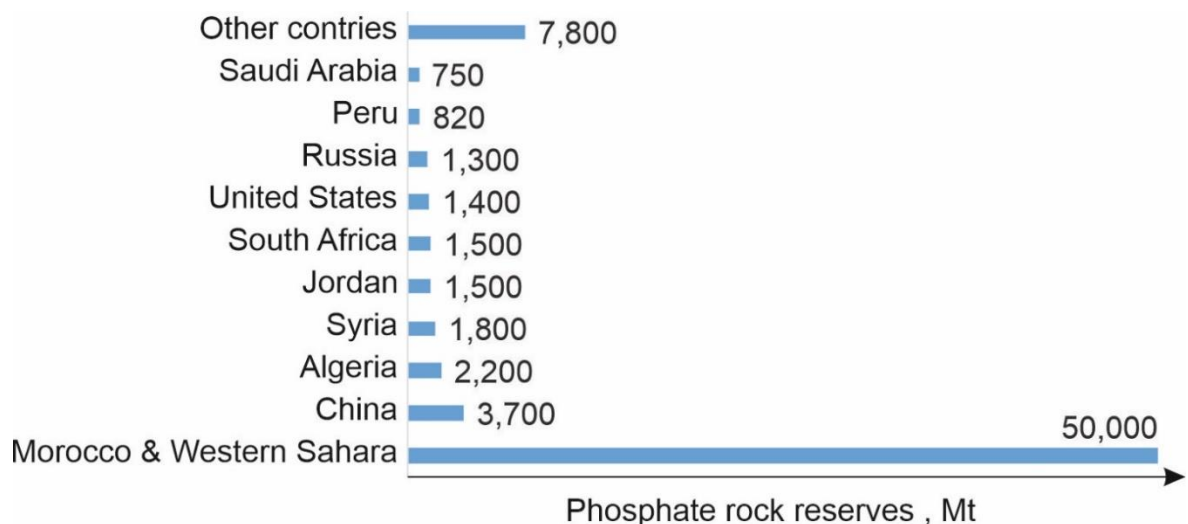 Other contries 7,800
Saudi Arabia 750
Peru 820
Russia 1,300
United States 1,400
South Africa 1,500
Jordan 1,500
Syria 1,800
Algeria 2,200
China 3,700
Morocco & Western Sahara 50,000
Phosphate rock reserves , Mt